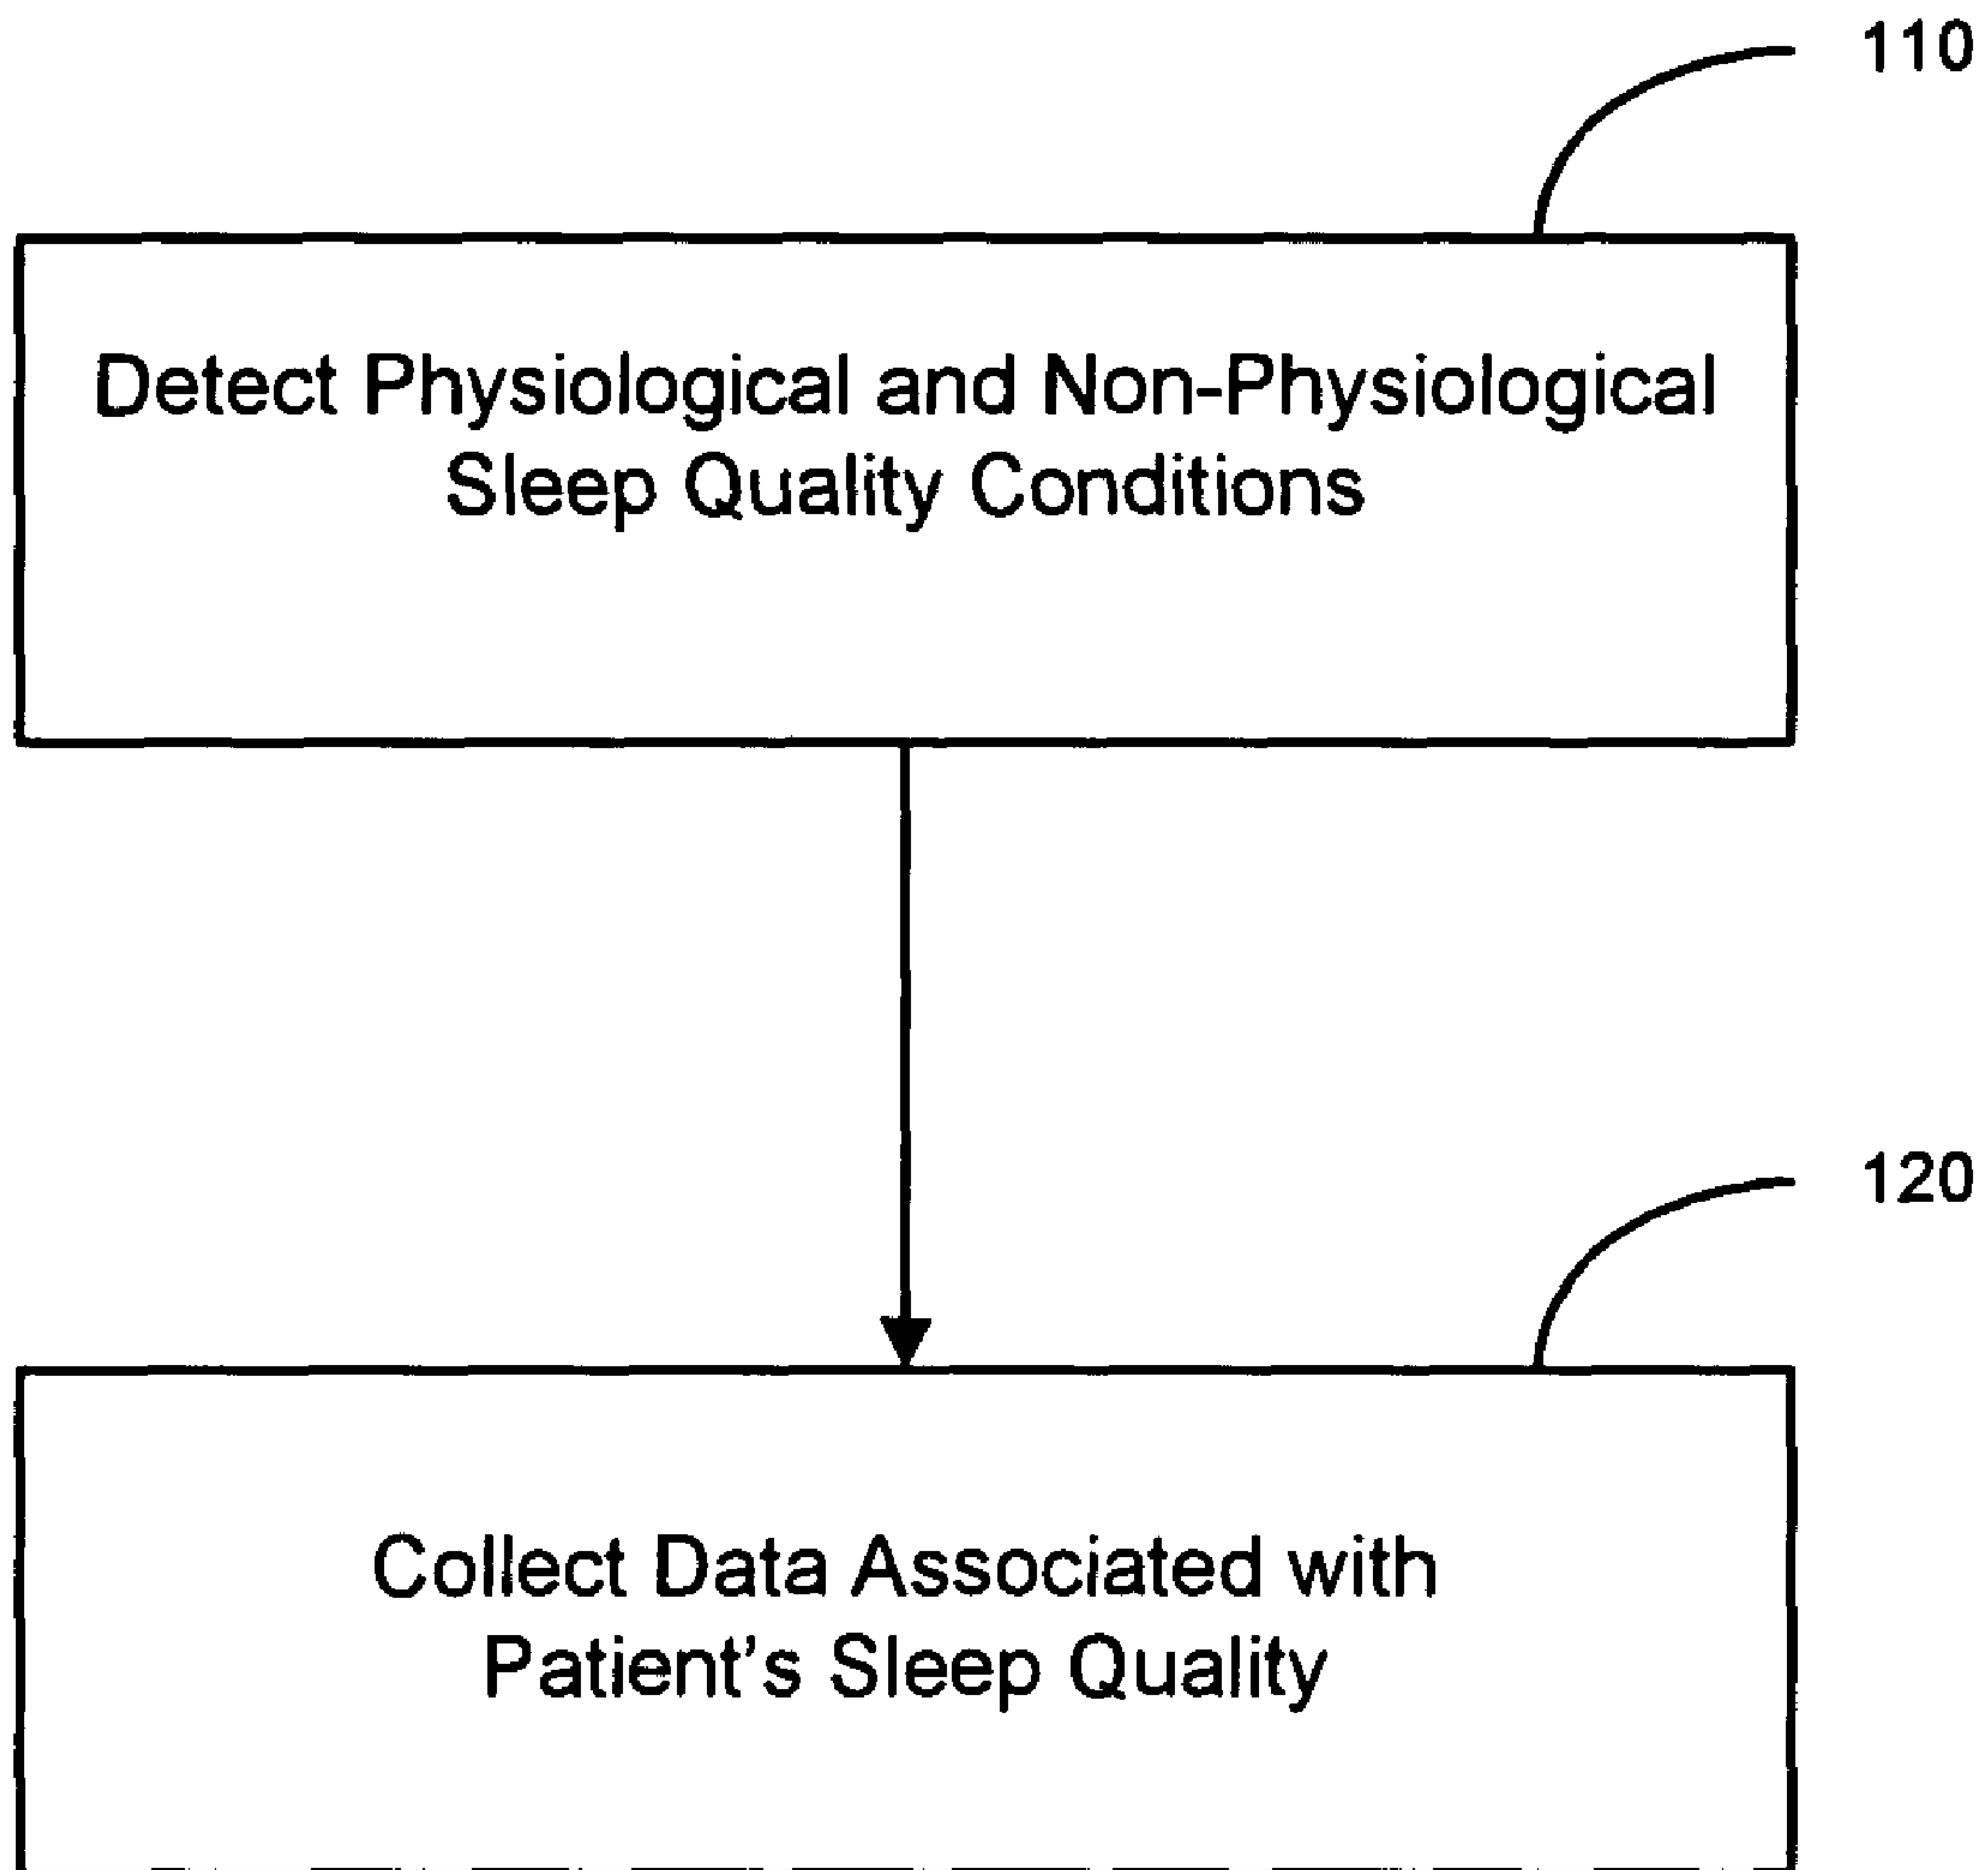 110
Detect Physiological and Non-Physiological
Sleep Quality Conditions
120
Collect Data Associated with
Patient's Sleep Quality